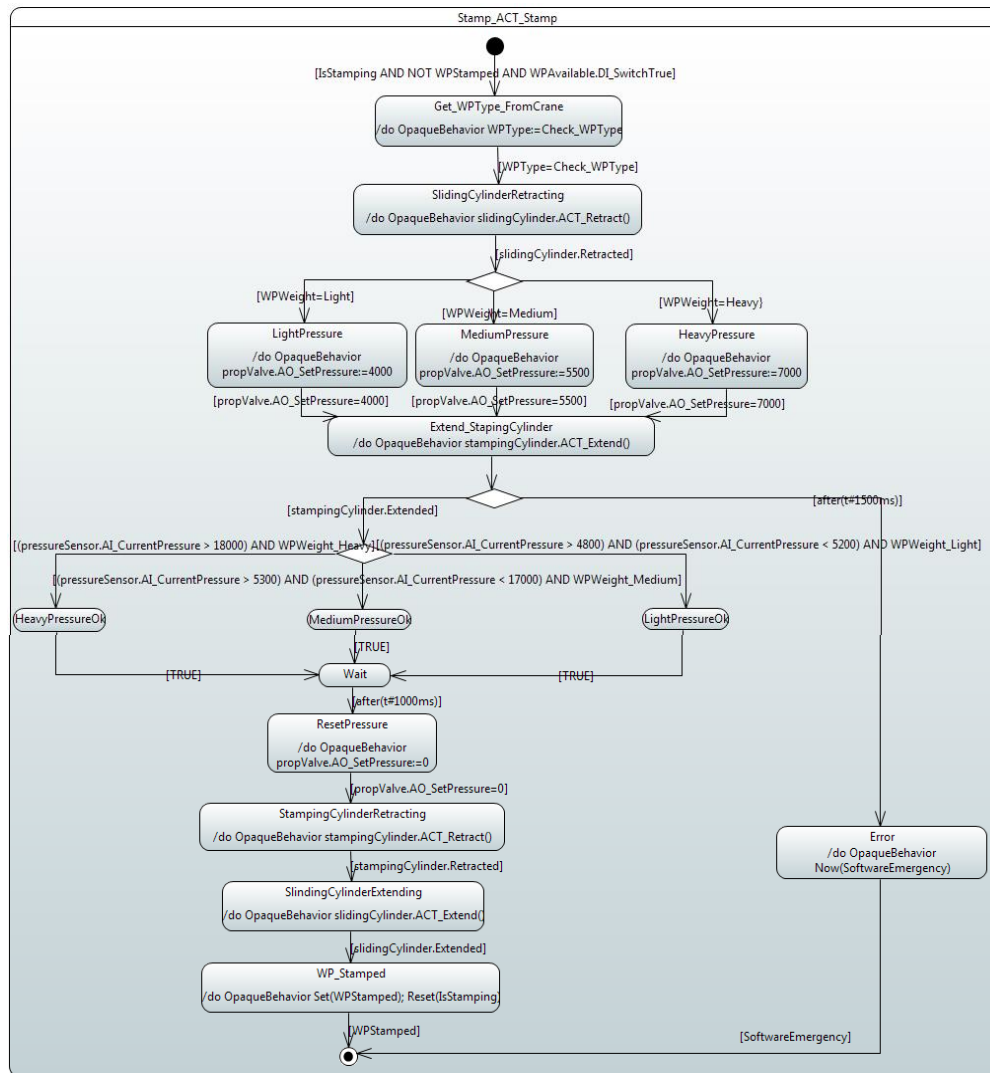 Stamp_ACT_Stamp
[IsStamping AND NOT WPStamped AND WPAvailable.DI_SwitchTrue]
Get_WPType_FromCrane
/do OpaqueBehavior WPType:=Check_WPType
[WPType=Check_WPType]
SlidingCylinderRetracting
/do OpaqueBehavior slidingCylinder.ACT_Retract()
[slidingCylinder.Retracted]
[WPWeight=Light]
[WPWeight=Medium]
[WPWeight=Heavy}
LightPressure
/do OpaqueBehavior
propValve.AO_SetPressure:=4000
MediumPressure
/do OpaqueBehavior
propValve.AO_SetPressure:=5500
HeavyPressure
/do OpaqueBehavior
propValve.AO_SetPressure:=7000
[propValve.AO_SetPressure=4000]
[propValve.AO_SetPressure=5500]
[propValve.AO_SetPressure=7000]
Extend_StapingCylinder
/do OpaqueBehavior stampingCylinder.ACT_Extend()
[stampingCylinder.Extended]
[after(t#1500ms)]
[(pressureSensor.AI_CurrentPressure > 18000) AND WPWeight_Heavy]
[(pressureSensor.AI_CurrentPressure > 4800) AND (pressureSensor.AI_CurrentPressure < 5200) AND WPWeight_Light]
[(pressureSensor.AI_CurrentPressure > 5300) AND (pressureSensor.AI_CurrentPressure < 17000) AND WPWeight_Medium]
HeavyPressureOk
MediumPressureOk
LightPressureOk
[TRUE]
[TRUE]
[TRUE]
Wait
[after(t#1000ms)]
ResetPressure
/do OpaqueBehavior
propValve.AO_SetPressure:=0
[propValve.AO_SetPressure=0]
StampingCylinderRetracting
/do OpaqueBehavior stampingCylinder.ACT_Retract()
Error
/do OpaqueBehavior
Now(SoftwareEmergency)
[stampingCylinder.Retracted]
SlindingCylinderExtending
/do OpaqueBehavior slidingCylinder.ACT_Extend()
[slidingCylinder.Extended]
WP_Stamped
/do OpaqueBehavior Set(WPStamped); Reset(IsStamping)
[WPStamped]
[SoftwareEmergency]